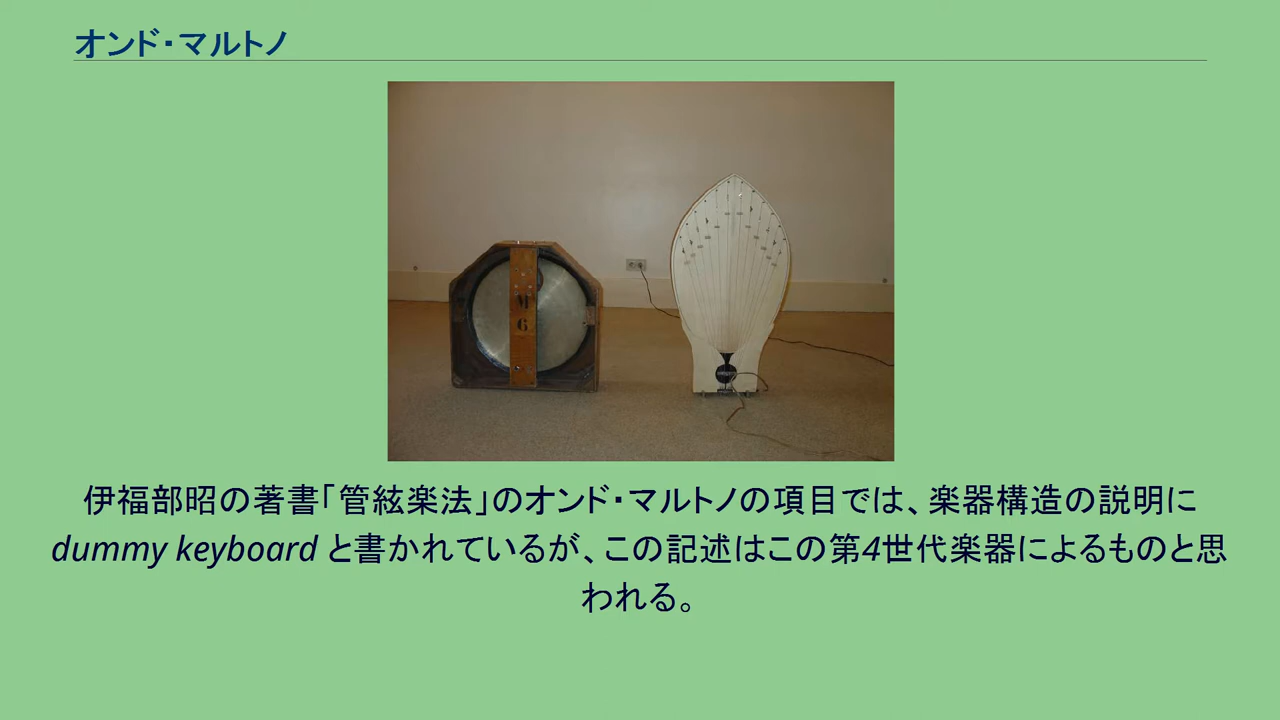 オンド・マルトノ
M
6
伊福部昭の著書「管絃楽法」のオンド・マルトノの項目では、楽器構造の説明に
dummy keyboard と書かれているが、この記述はこの第4世代楽器によるものと思
われる。